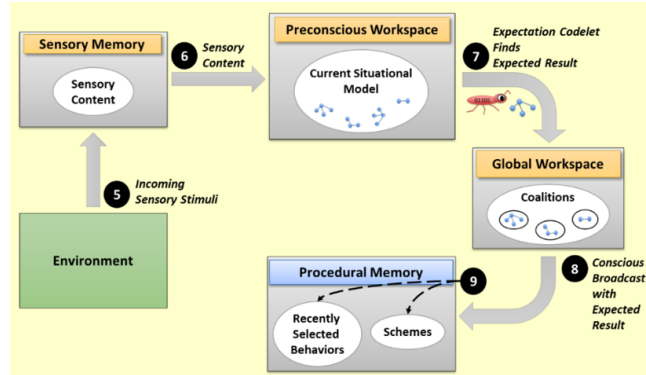 Sensory Memory
Sensory
Content
6
Sensory
Content
Preconscious Workspace
Current Situational
Model
7
Expectation Codelet
Finds
Expected Result
5
Incoming
Sensory Stimuli
Environment
Global Workspace
Coalitions
8
Conscious
Broadcast
with
Expected
Result
Procedural Memory
9
Recently
Selected
Behaviors
Schemes